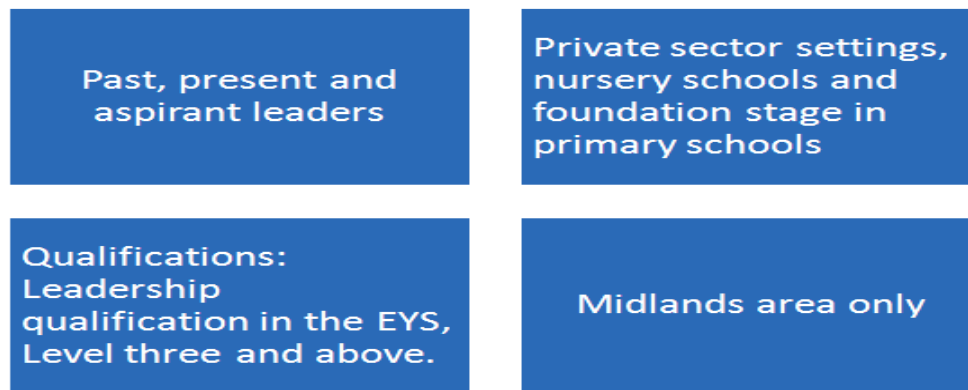 Past, present and
aspirant leaders
Private sector settings,
nursery schools and
foundation stage in
primary schools
Qualifications:
Leadership
qualification in the EYS,
Level three and above.
Midlands area only